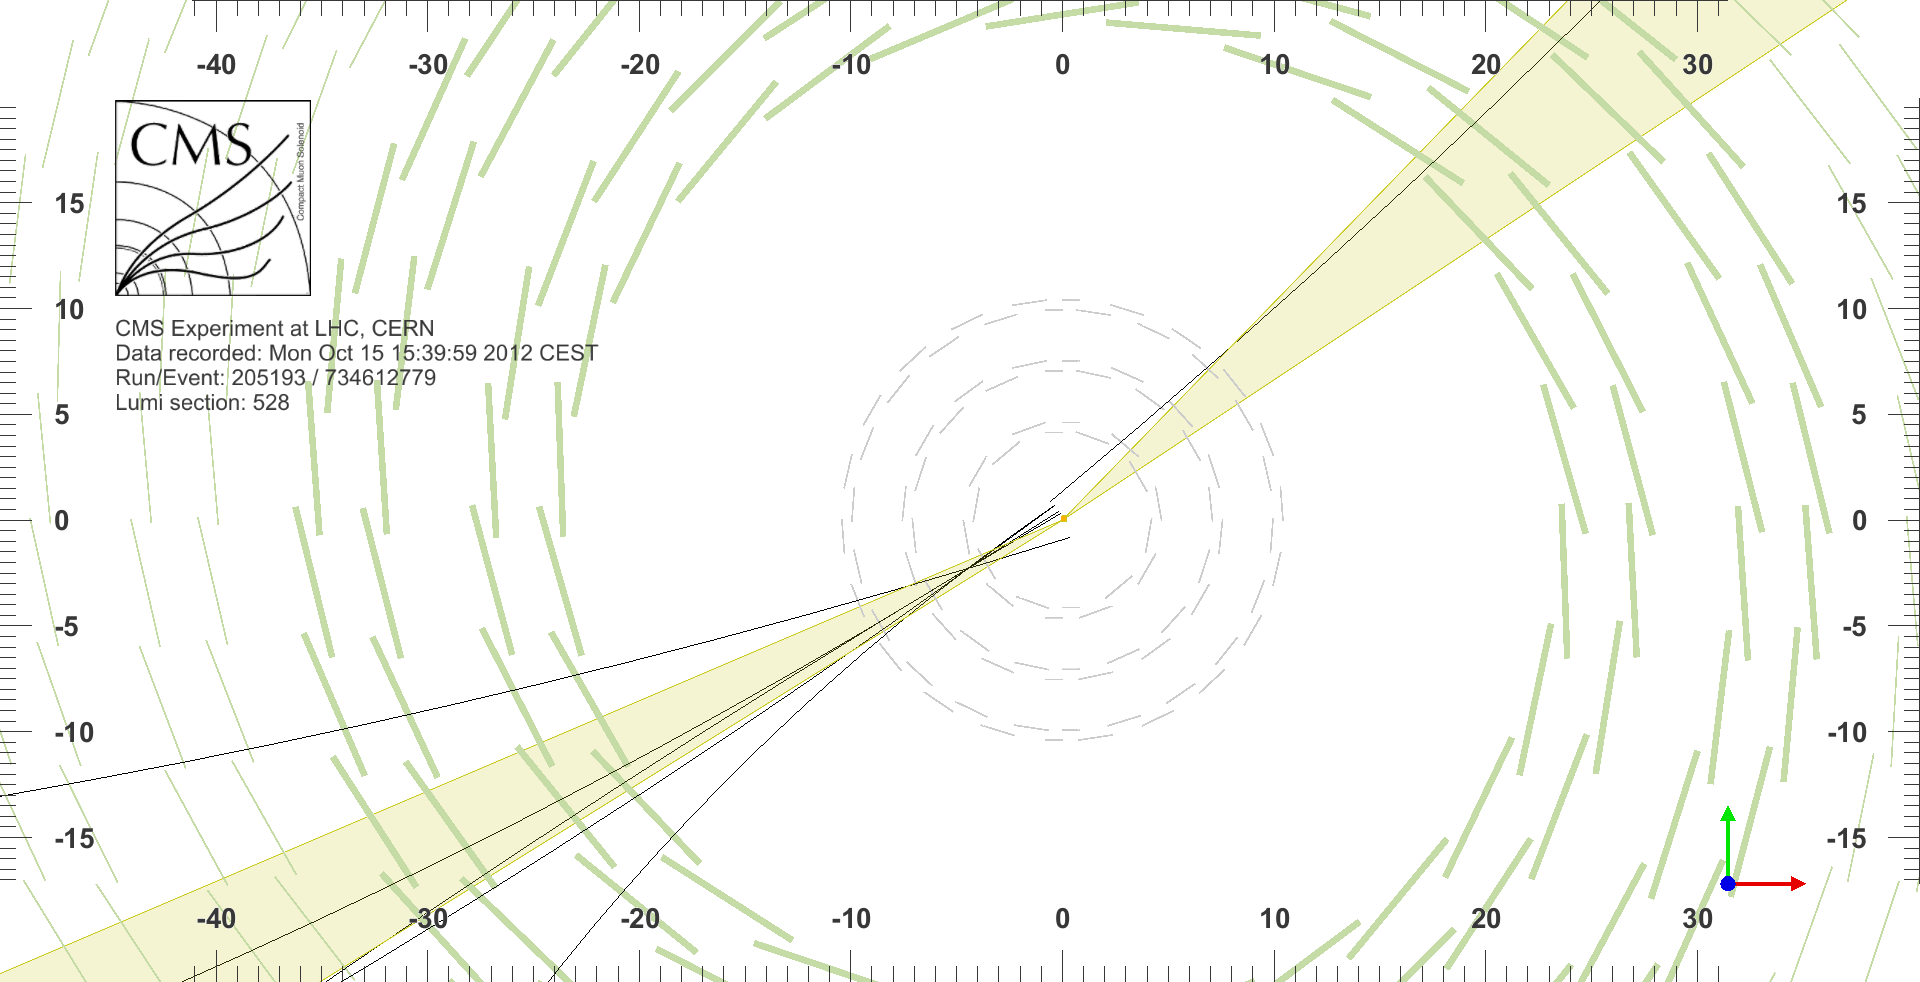 -40 -30 -20 -10 0 10 20 30
CMS
Compact Muon Solenoid
15 15
10 10
CMS Experiment at LHC, CERN
Data recorded: Mon Oct 15 15:39:59 2012 CEST
Run/Event: 205193 / 734612779
Lumi section: 528
5 5
0 0
-5 -5
-10 -10
-15 -15
-40 -30 -20 -10 0 10 20 30